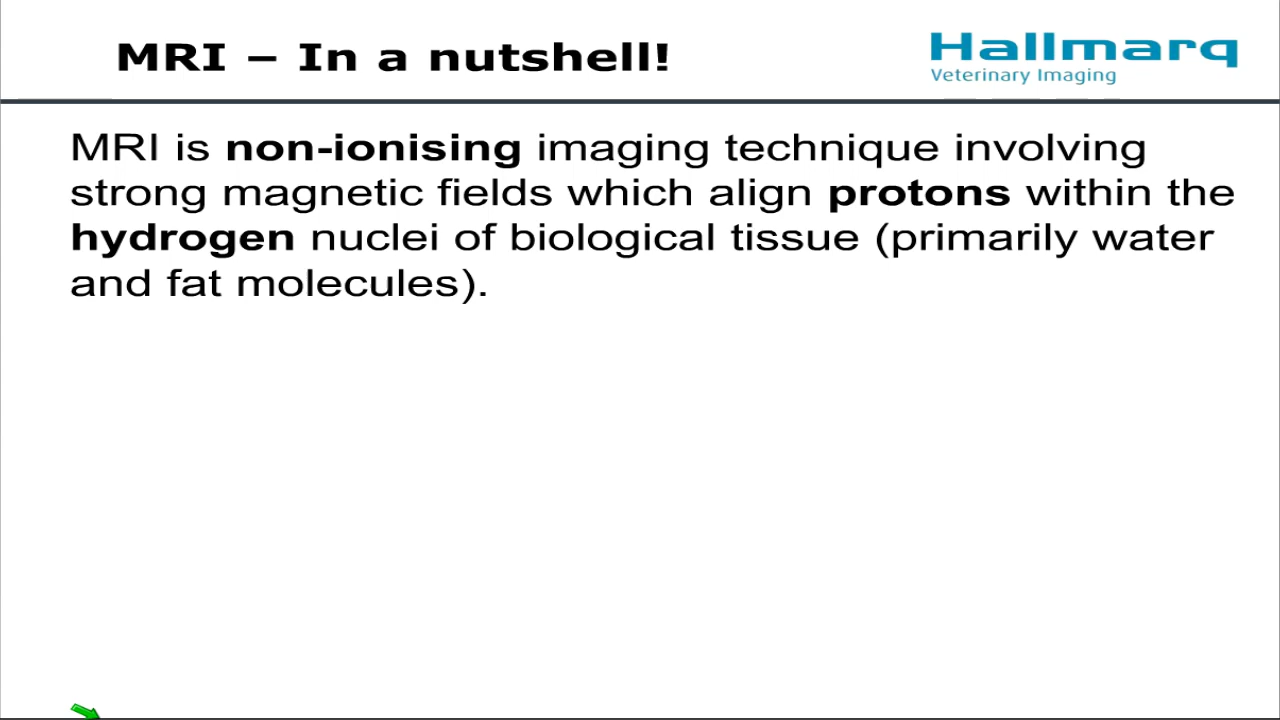 MRI – In a nutshell!
Hallmarq
Veterinary Imaging
MRI is non-ionising imaging technique involving
strong magnetic fields which align protons within the
hydrogen nuclei of biological tissue (primarily water
and fat molecules).